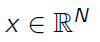 x ∈ ℝ^N